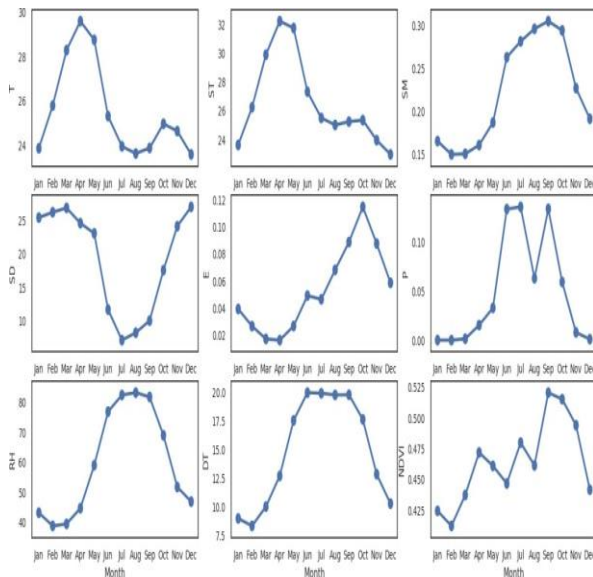 T
30
28
26
24
Jan Feb Mar Apr May Jun Jul Aug Sep Oct Nov Dec
ST
32
30
28
26
24
Jan Feb Mar Apr May Jun Jul Aug Sep Oct Nov Dec
SM
0.30
0.25
0.20
0.15
Jan Feb Mar Apr May Jun Jul Aug Sep Oct Nov Dec
SD
25
20
15
10
Jan Feb Mar Apr May Jun Jul Aug Sep Oct Nov Dec
E
0.12
0.10
0.08
0.06
0.04
0.02
Jan Feb Mar Apr May Jun Jul Aug Sep Oct Nov Dec
P
0.10
0.05
0.00
Jan Feb Mar Apr May Jun Jul Aug Sep Oct Nov Dec
RH
80
70
60
50
40
Jan Feb Mar Apr May Jun Jul Aug Sep Oct Nov Dec
Month
DT
20.0
17.5
15.0
12.5
10.0
7.5
Jan Feb Mar Apr May Jun Jul Aug Sep Oct Nov Dec
Month
NDVI
0.525
0.500
0.475
0.450
0.425
Jan Feb Mar Apr May Jun Jul Aug Sep Oct Nov Dec
Month